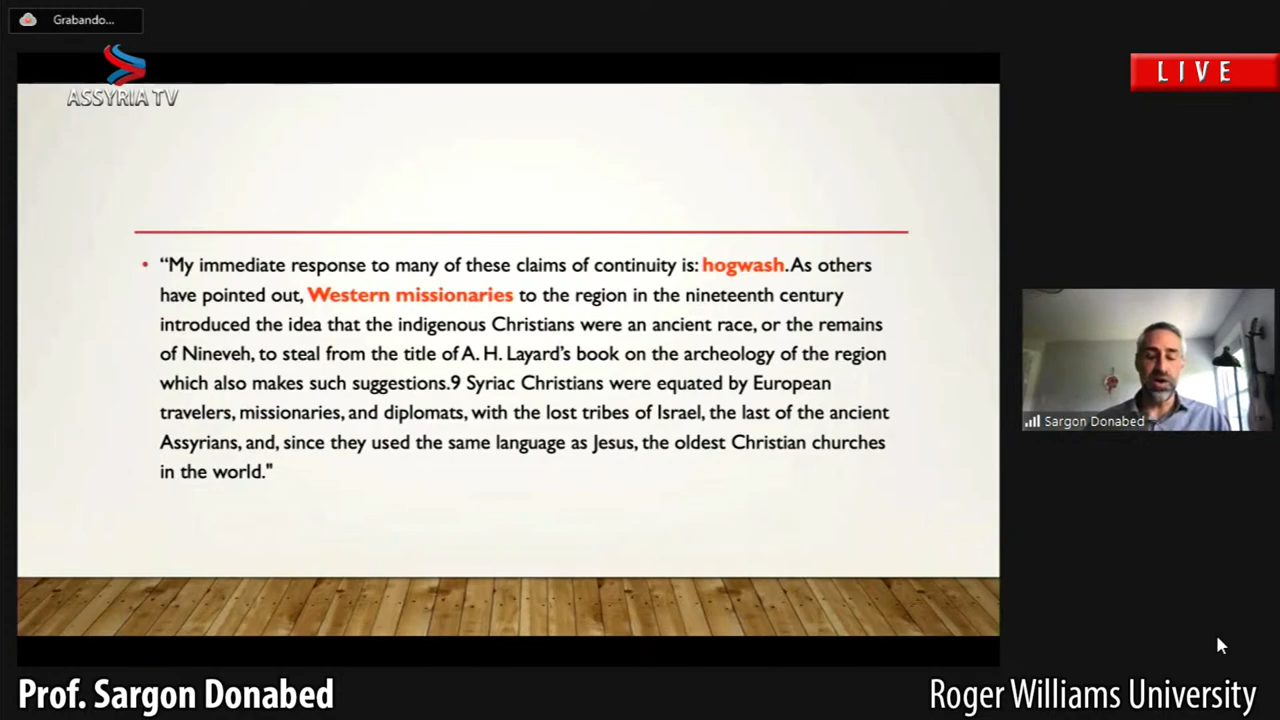 Grabando...
ASSYRIA TV
LIVE
• “My immediate response to many of these claims of continuity is: hogwash. As others
have pointed out, Western missionaries to the region in the nineteenth century
introduced the idea that the indigenous Christians were an ancient race, or the remains
of Nineveh, to steal from the title of A. H. Layard’s book on the archeology of the region
which also makes such suggestions.9 Syriac Christians were equated by European
travelers, missionaries, and diplomats, with the lost tribes of Israel, the last of the ancient
Assyrians, and, since they used the same language as Jesus, the oldest Christian churches
in the world."
Sargon Donabed
Prof. Sargon Donabed
Roger Williams University